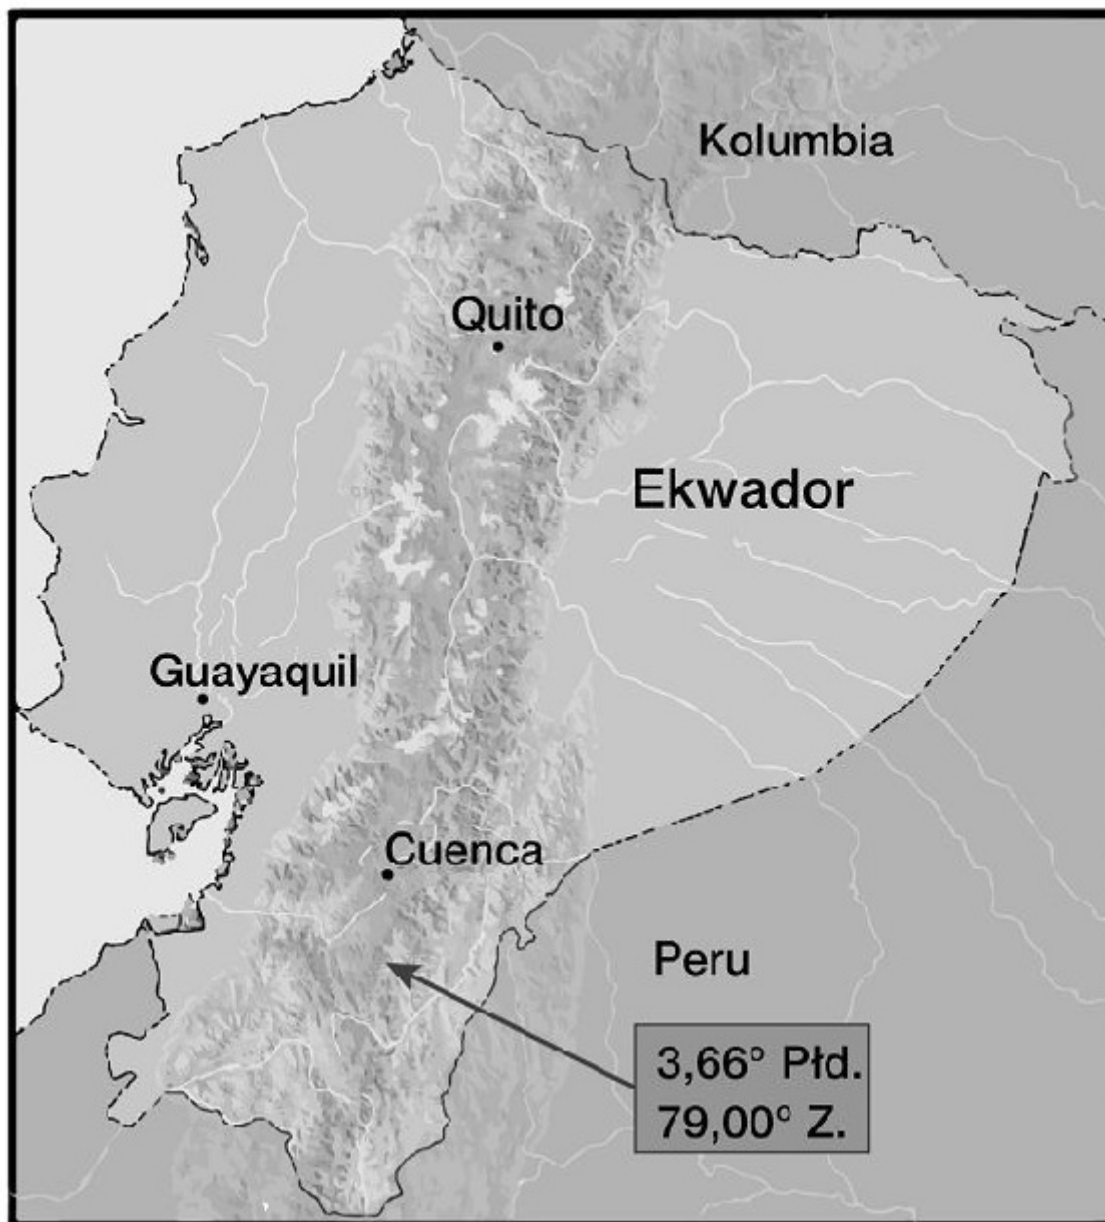 Kolumbia
Quito
Ekwador
Guayaquil
Cuenca
Peru
3,66° Płd.
79,00° Z.